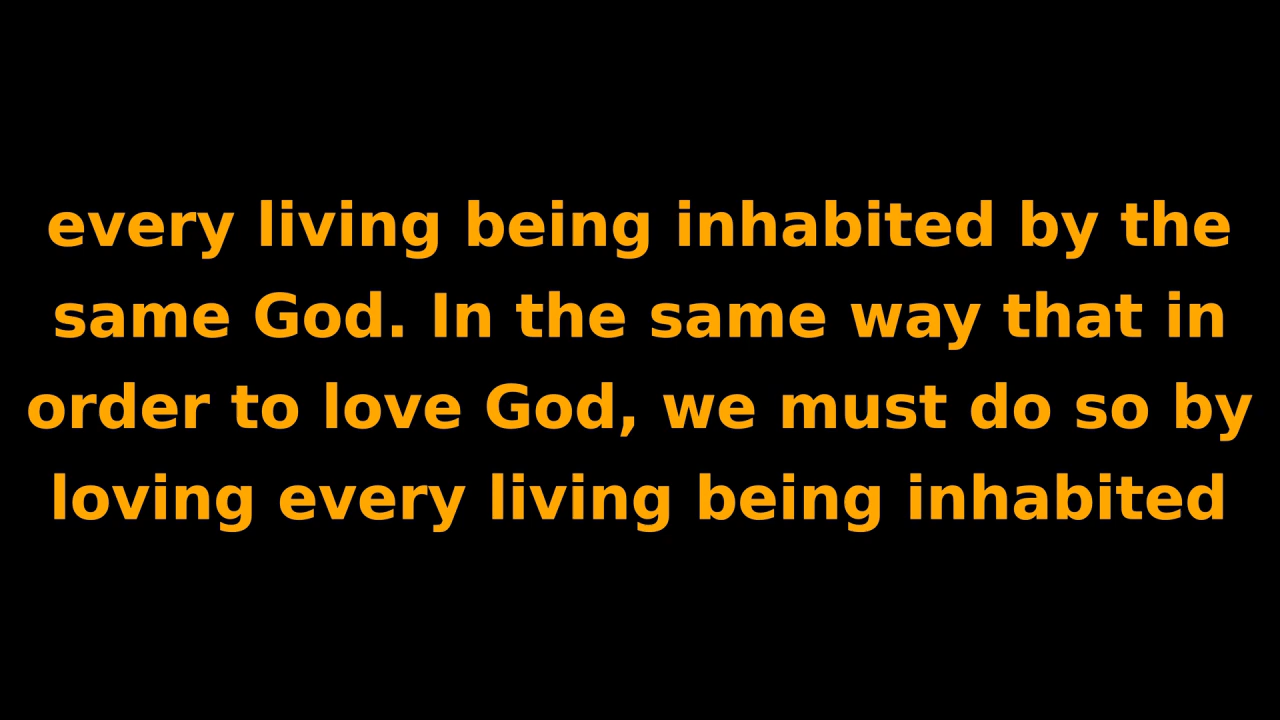 every living being inhabited by the
same God. In the same way that in
order to love God, we must do so by
loving every living being inhabited